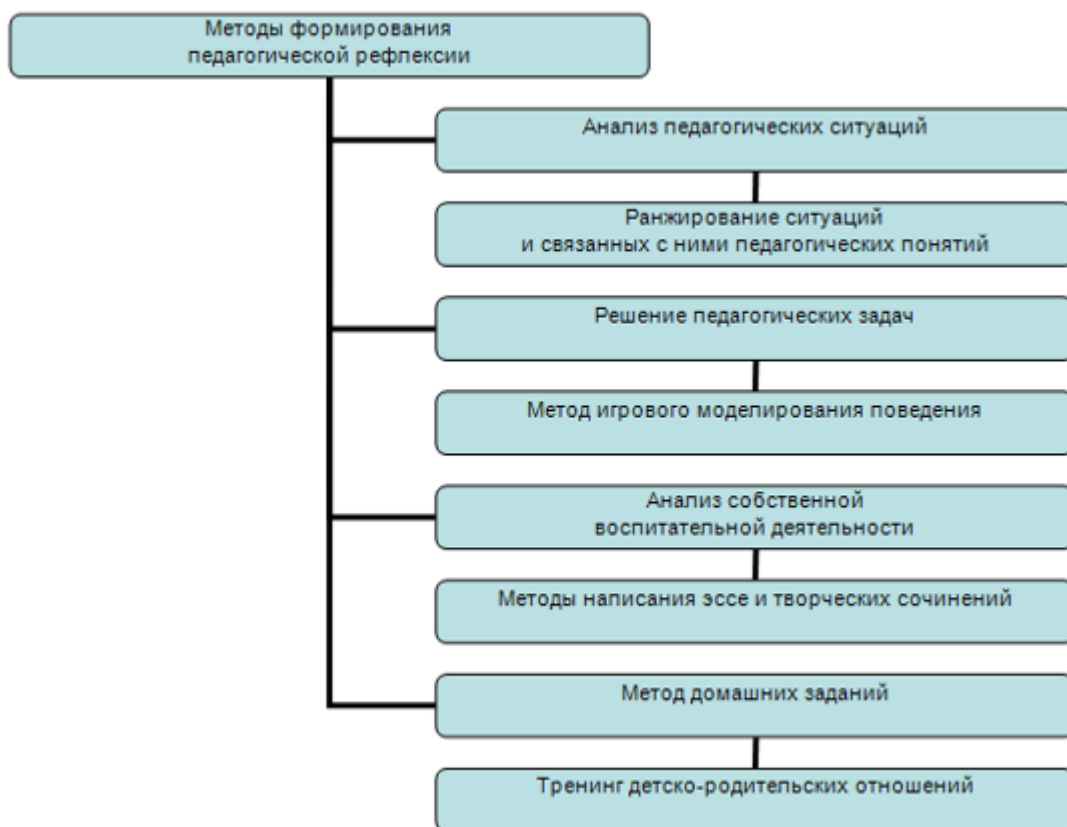 Методы формирования
педагогической рефлексии
Анализ педагогических ситуаций
Ранжирование ситуаций
и связанных с ними педагогических понятий
Решение педагогических задач
Метод игрового моделирования поведения
Анализ собственной
воспитательной деятельности
Методы написания эссе и творческих сочинений
Метод домашних заданий
Тренинг детско-родительских отношений